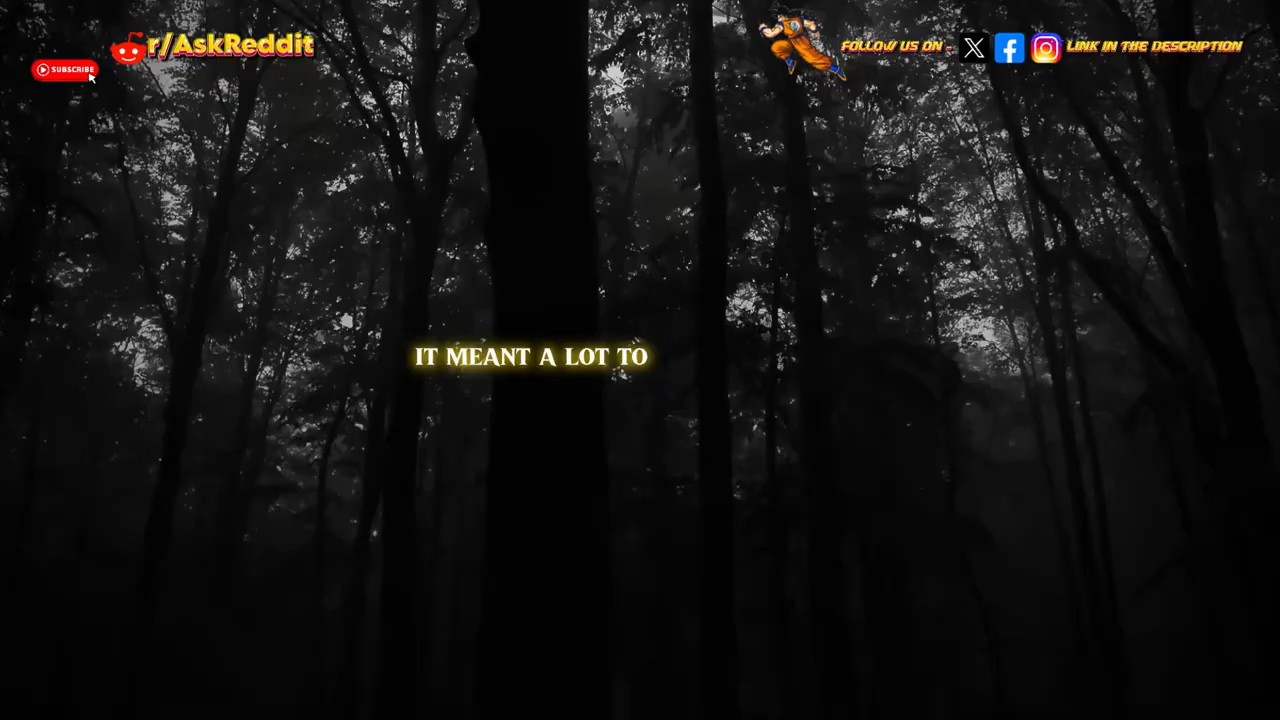 r/AskReddit
SUBSCRIBE
FOLLOW US ON -
LINK IN THE DESCRIPTION
IT MEANT A LOT TO